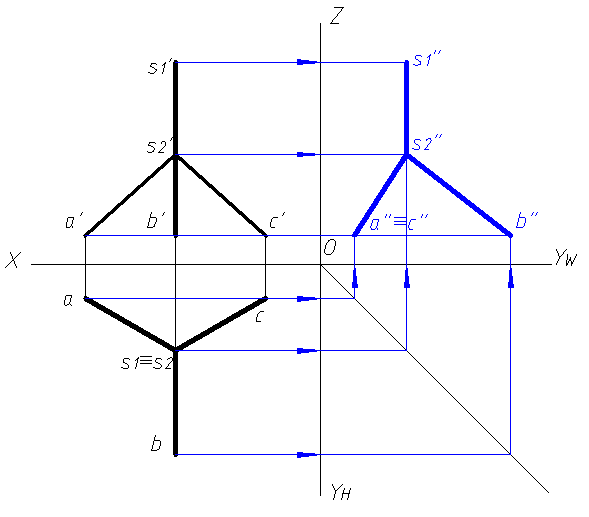 Z
s1′
s1″
s2′
s2″
a′
b′
c′
a″≡c″
b″
X
O
YW
a
c
s1≡s2
b
YH